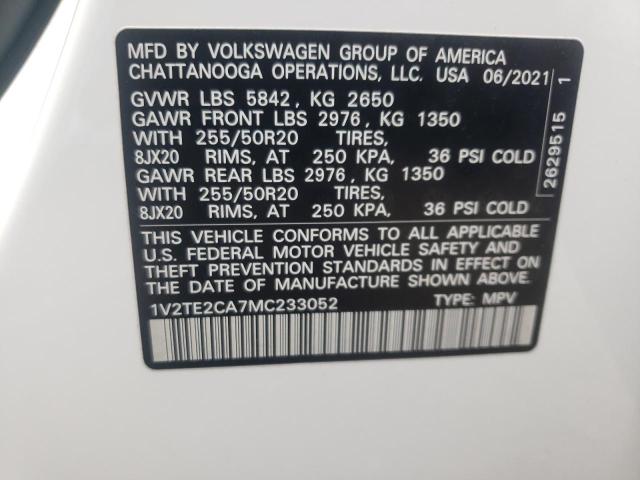 MFD BY VOLKSWAGEN GROUP OF AMERICA
CHATTANOOGA OPERATIONS, LLC. USA 06/2021
GVWR LBS 5842, KG 2650
GAWR FRONT LBS 2976, KG 1350
WITH 255/50R20 TIRES,
8JX20 RIMS, AT 250 KPA, 36 PSI COLD
GAWR REAR LBS 2976, KG 1350
WITH 255/50R20 TIRES,
8JX20 RIMS, AT 250 KPA, 36 PSI COLD
THIS VEHICLE CONFORMS TO ALL APPLICABLE
U.S. FEDERAL MOTOR VEHICLE SAFETY AND
THEFT PREVENTION STANDARDS IN EFFECT ON
THE DATE OF MANUFACTURE SHOWN ABOVE.
1V2TE2CA7MC233052 TYPE: MPV
2629515 1